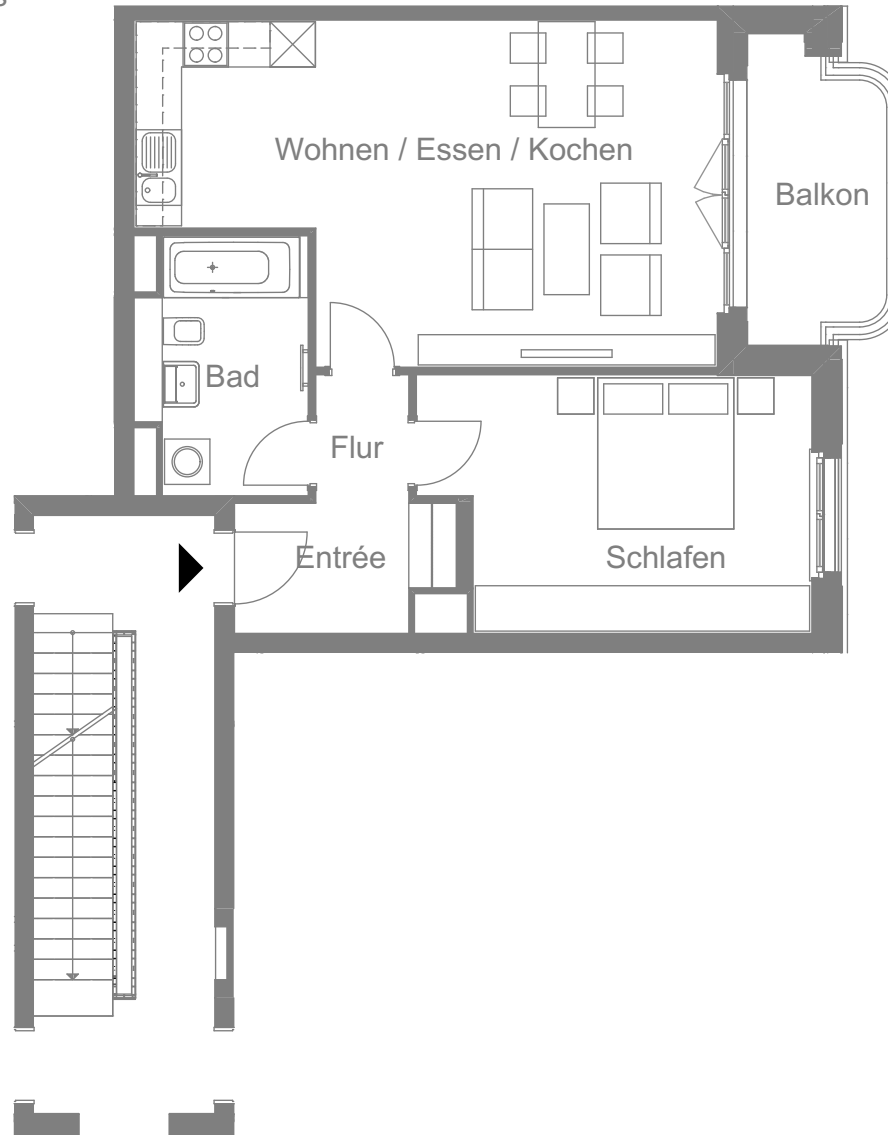 Wohnen / Essen / Kochen
Balkon
Bad
Flur
Entrée
Schlafen